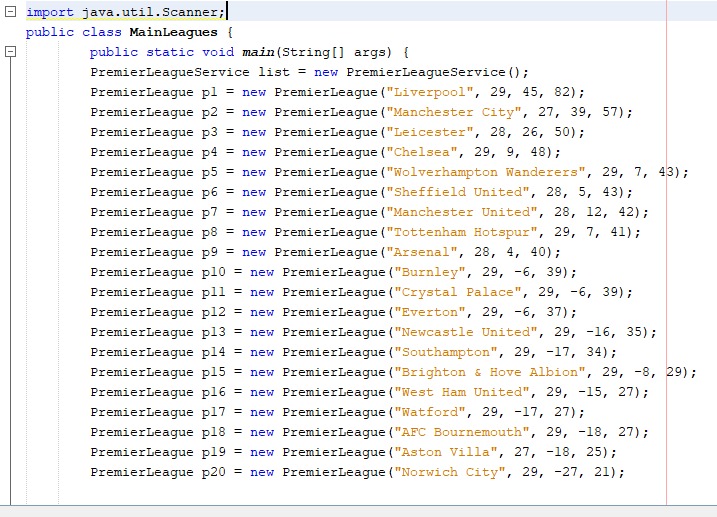 import java.util.Scanner;
public class MainLeagues {
public static void main(String[] args) {
PremierLeagueService list = new PremierLeagueService();
PremierLeague p1 = new PremierLeague("Liverpool", 29, 45, 82);
PremierLeague p2 = new PremierLeague("Manchester City", 27, 39, 57);
PremierLeague p3 = new PremierLeague("Leicester", 28, 26, 50);
PremierLeague p4 = new PremierLeague("Chelsea", 29, 9, 48);
PremierLeague p5 = new PremierLeague("Wolverhampton Wanderers", 29, 7, 43);
PremierLeague p6 = new PremierLeague("Sheffield United", 28, 5, 43);
PremierLeague p7 = new PremierLeague("Manchester United", 28, 12, 42);
PremierLeague p8 = new PremierLeague("Tottenham Hotspur", 29, 7, 41);
PremierLeague p9 = new PremierLeague("Arsenal", 28, 4, 40);
PremierLeague p10 = new PremierLeague("Burnley", 29, -6, 39);
PremierLeague p11 = new PremierLeague("Crystal Palace", 29, -6, 39);
PremierLeague p12 = new PremierLeague("Everton", 29, -6, 37);
PremierLeague p13 = new PremierLeague("Newcastle United", 29, -16, 35);
PremierLeague p14 = new PremierLeague("Southampton", 29, -17, 34);
PremierLeague p15 = new PremierLeague("Brighton & Hove Albion", 29, -8, 29);
PremierLeague p16 = new PremierLeague("West Ham United", 29, -15, 27);
PremierLeague p17 = new PremierLeague("Watford", 29, -17, 27);
PremierLeague p18 = new PremierLeague("AFC Bournemouth", 29, -18, 27);
PremierLeague p19 = new PremierLeague("Aston Villa", 27, -18, 25);
PremierLeague p20 = new PremierLeague("Norwich City", 29, -27, 21);